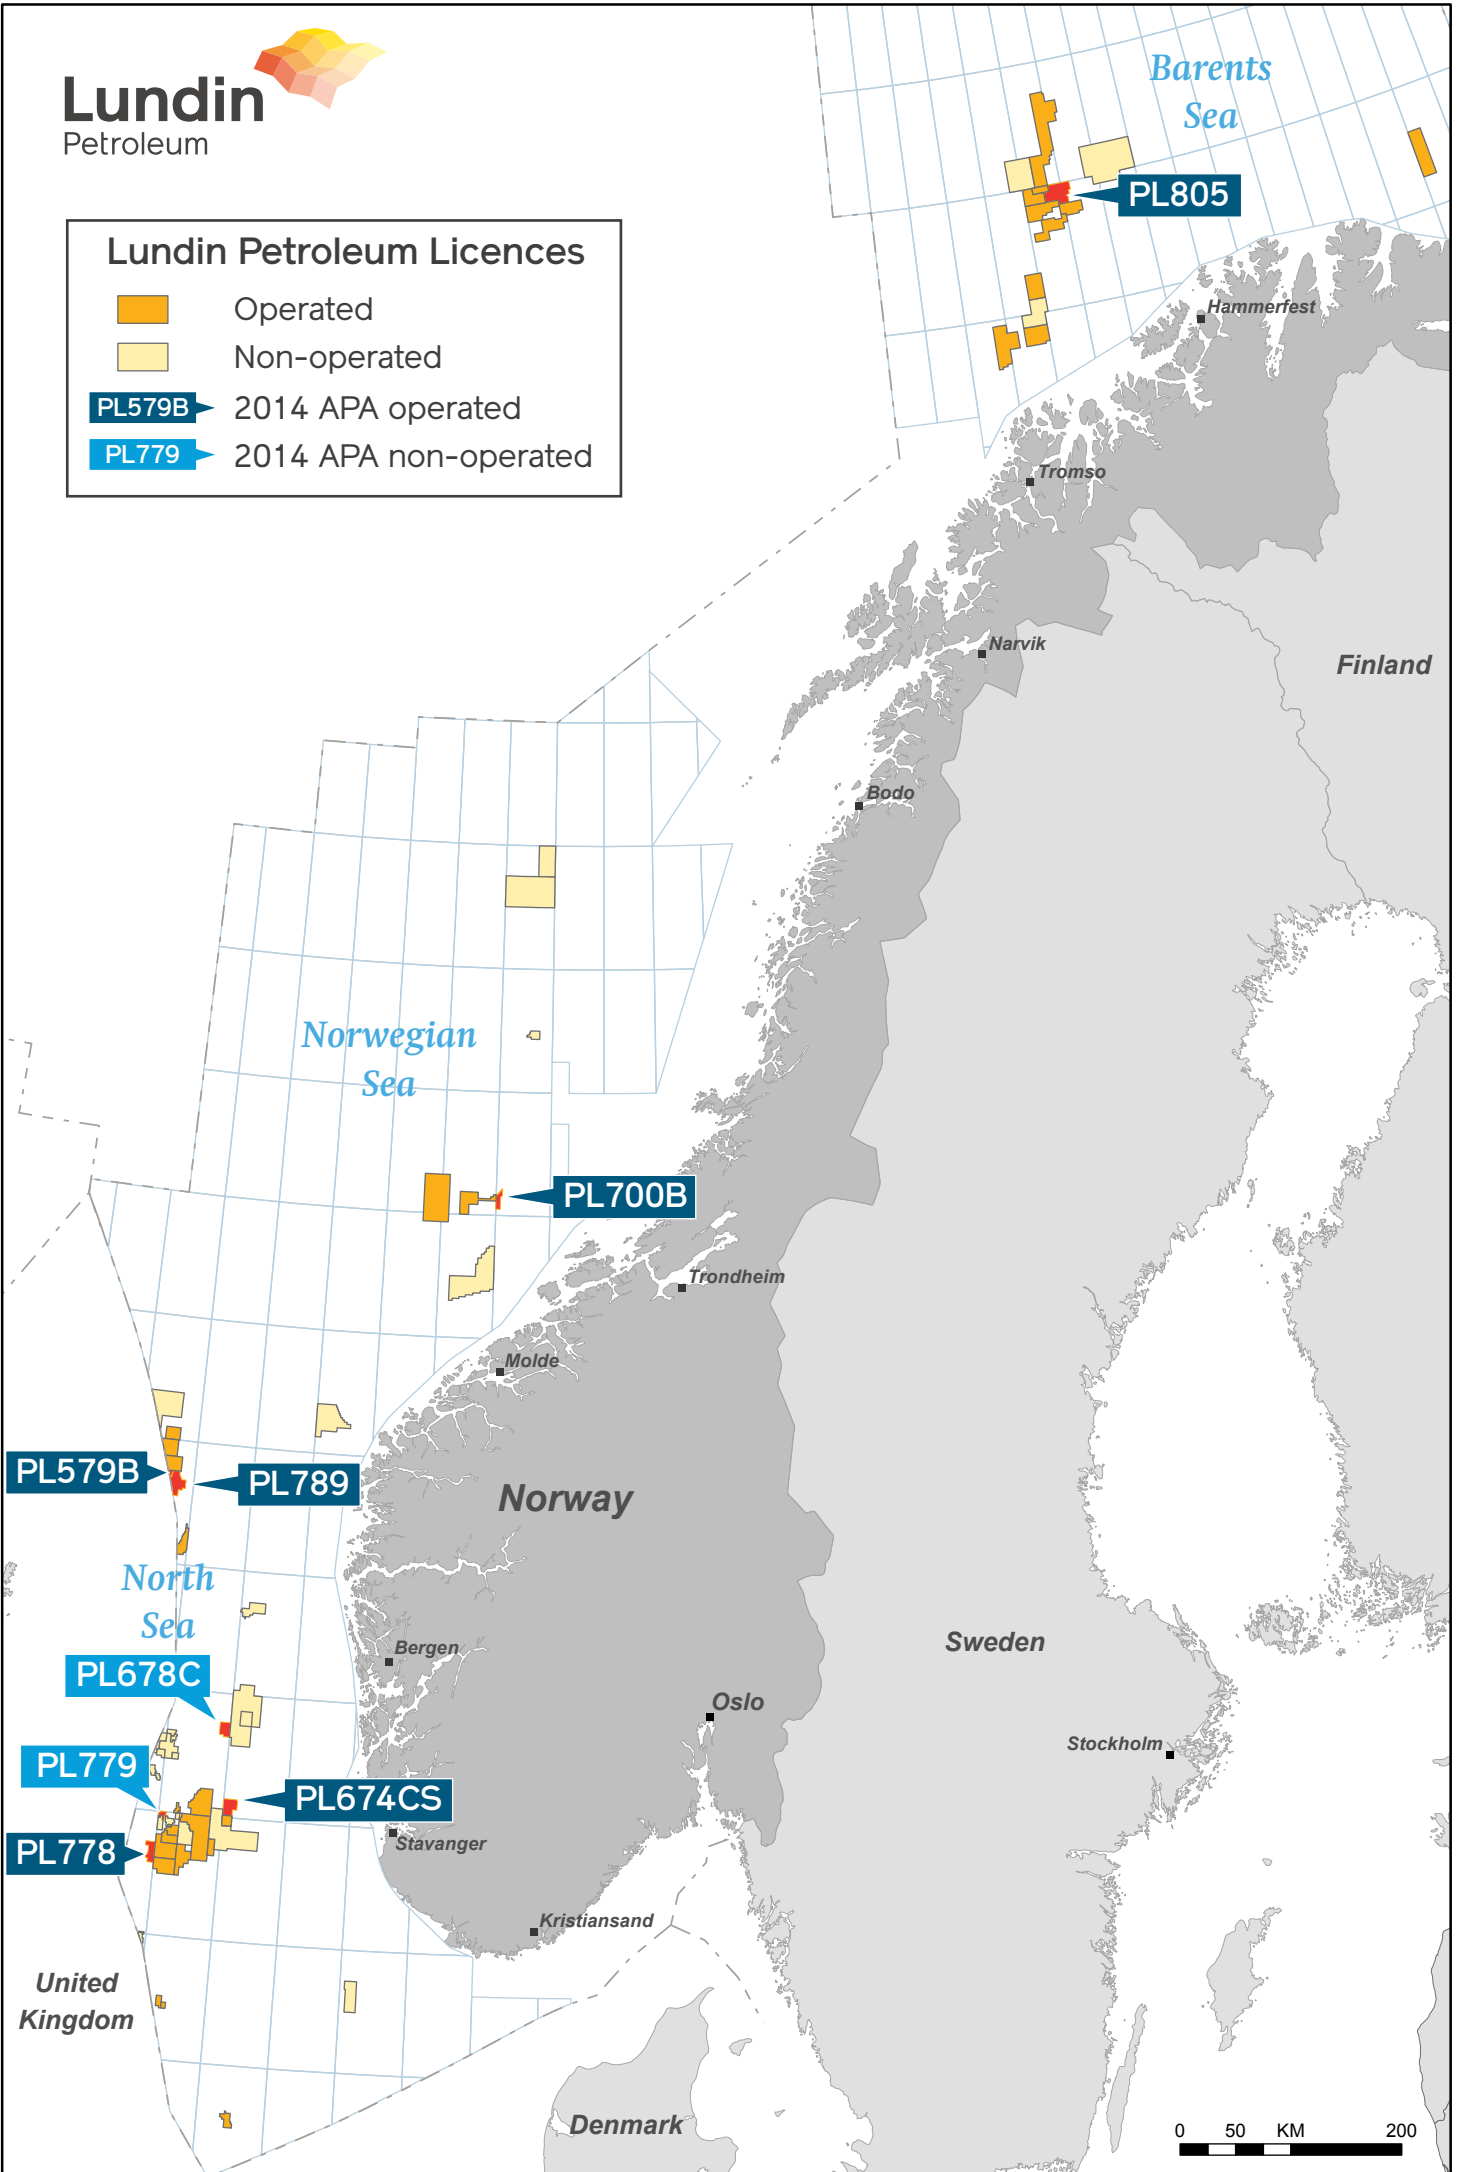 Lundin
Petroleum
Lundin Petroleum Licences
Operated
Non-operated
PL579B
2014 APA operated
PL779
2014 APA non-operated
Barents
Sea
PL805
Hammerfest
Tromso
Narvik
Finland
Bodo
Norwegian
Sea
PL700B
Trondheim
Molde
PL579B
PL789
Norway
North
Sea
Bergen
Sweden
PL678C
Oslo
Stockholm
PL779
PL674CS
Stavanger
PL778
Kristiansand
United
Kingdom
Denmark
0 50 KM 200